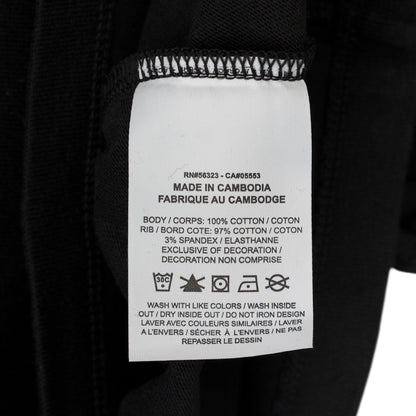 RN#56323 - CA#05553
MADE IN CAMBODIA
FABRIQUE AU CAMBODGE
BODY / CORPS: 100% COTTON / COTON
RIB / BORD COTE: 97% COTTON / COTON
3% SPANDEX / ELASTHANNE
EXCLUSIVE OF DECORATION /
DECORATION NON COMPRISE
30C
WASH WITH LIKE COLORS / WASH INSIDE
OUT / DRY INSIDE OUT / DO NOT IRON DESIGN
LAVER AVEC COULEURS SIMILAIRES / LAVER
A L'ENVERS / SÉCHER À L'ENVERS / NE PAS
REPASSER LE DESSIN